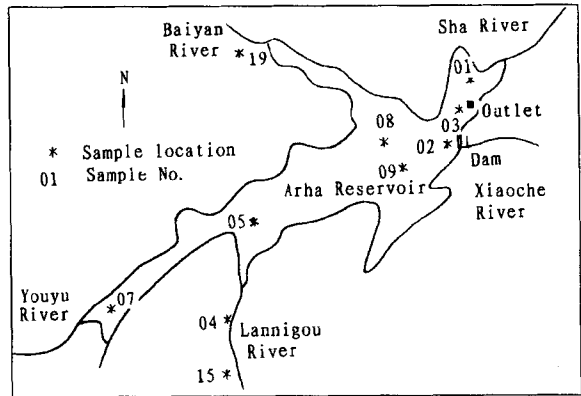 Baiyan
River
19
Sha River
01
N
Outlet
03
08
02
* Sample location
01 Sample No.
09
Dam
Arha Reservoir
Xiaoche
River
05
Youyu
River
07
04
Lannigou
River
15